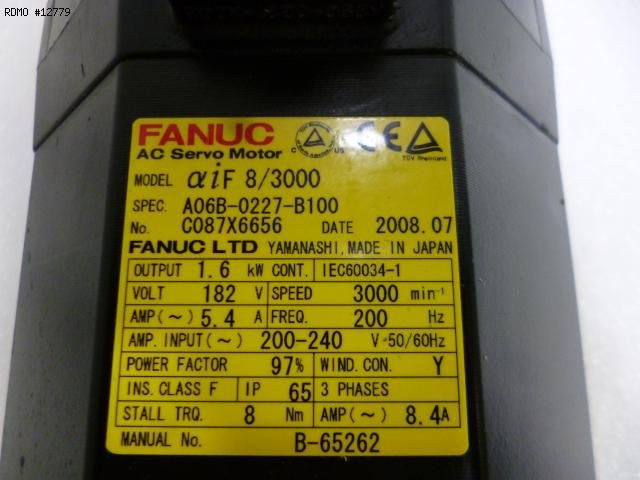 RDMO #12779
FANUC
AC Servo Motor
C US
TÜV Rheinland
MODEL αiF 8/3000
SPEC. A06B-0227-B100
No. C087X6656 DATE 2008.07
FANUC LTD YAMANASHI, MADE IN JAPAN
OUTPUT 1.6 kW CONT. IEC60034-1
VOLT 182 V SPEED 3000 min⁻¹
AMP(~) 5.4 A FREQ. 200 Hz
AMP. INPUT(~) 200-240 V-50/60Hz
POWER FACTOR 97% WIND. CON. Y
INS. CLASS F IP 65 3 PHASES
STALL TRQ. 8 Nm AMP(~) 8.4A
MANUAL No. B-65262